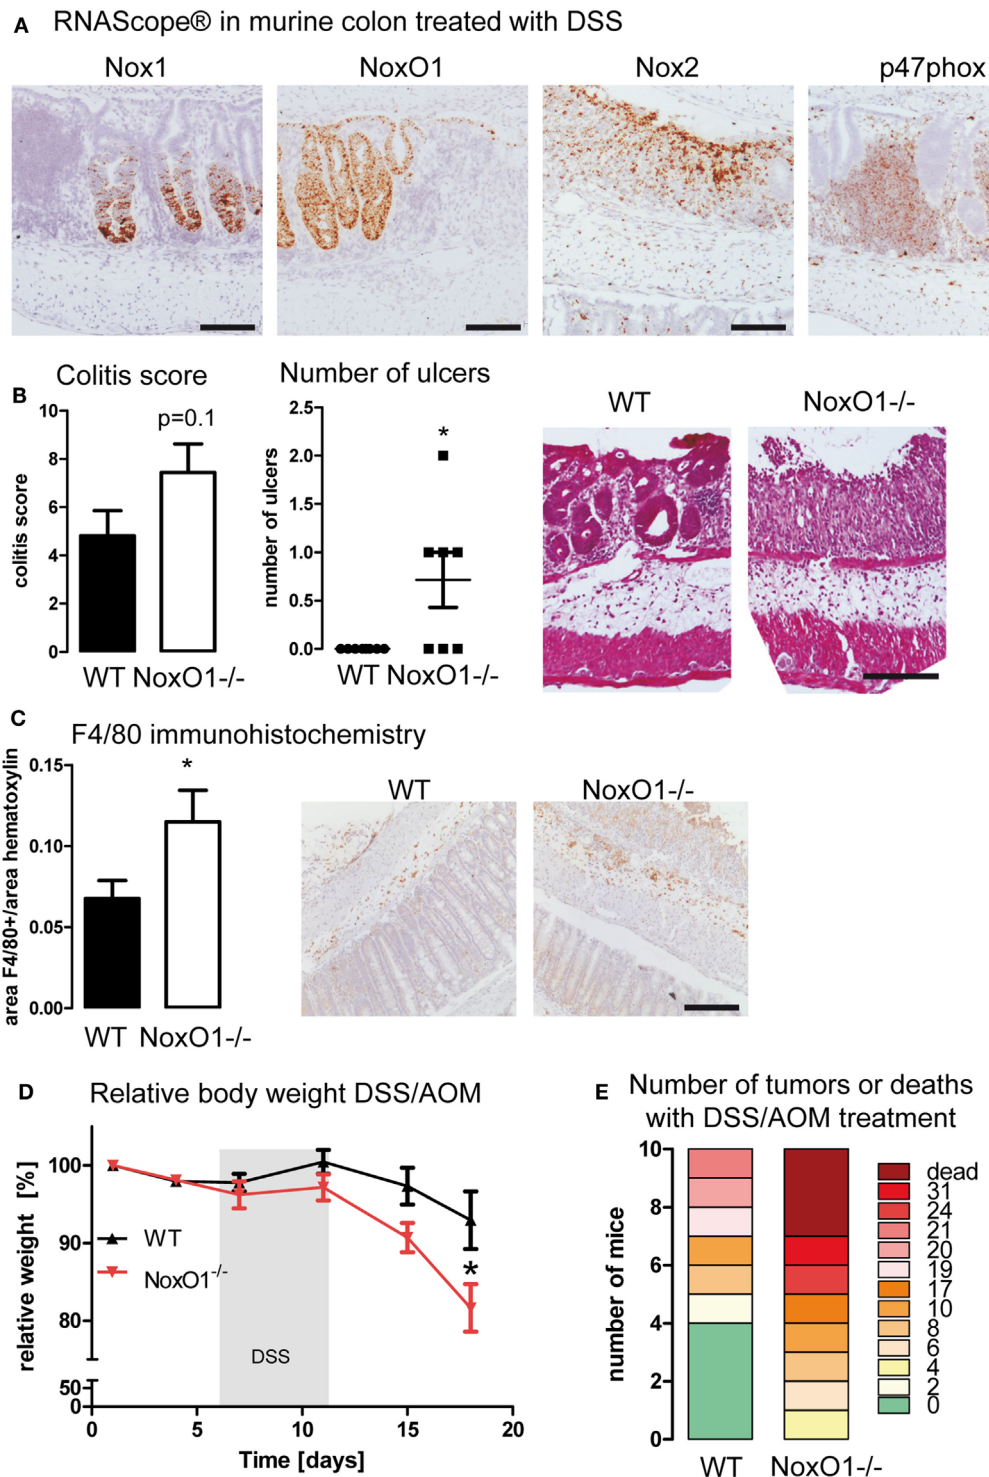 A RNAScope® in murine colon treated with DSS
Nox1 NoxO1 Nox2 p47phox
B
Colitis score
colitis score
10
8
6
4
2
0
p=0.1
WT NoxO1-/-
Number of ulcers
number of ulcers
2.5
2.0
1.0
0.5
0.0
*
WT NoxO1-/-
WT NoxO1-/-
C
F4/80 immunohistochemistry
area F4/80+/area hematoxylin
0.15
0.10
0.05
0.00
*
WT NoxO1-/-
WT NoxO1-/-
D Relative body weight DSS/AOM
relative weight [%]
100
90
80
50
0
WT
NoxO1-/-
*
DSS
0 5 10 15 20
Time [days]
E Number of tumors or deaths
with DSS/AOM treatment
number of mice
10
8
6
4
2
0
WT NoxO1-/-
dead
31
24
21
20
19
17
10
8
6
4
2
0